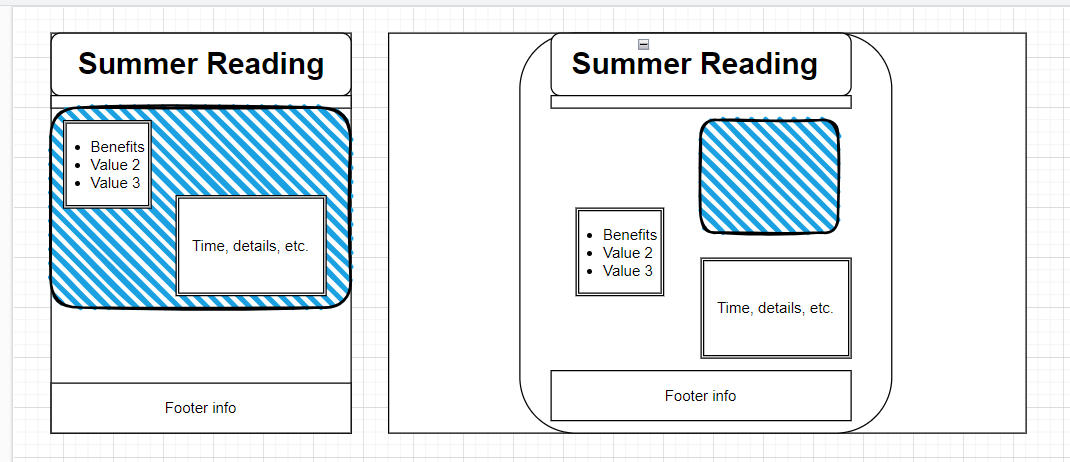 Summer Reading
Benefits
Value 2
Value 3
Time, details, etc.
Footer info
Summer Reading
Benefits
Value 2
Value 3
Time, details, etc.
Footer info